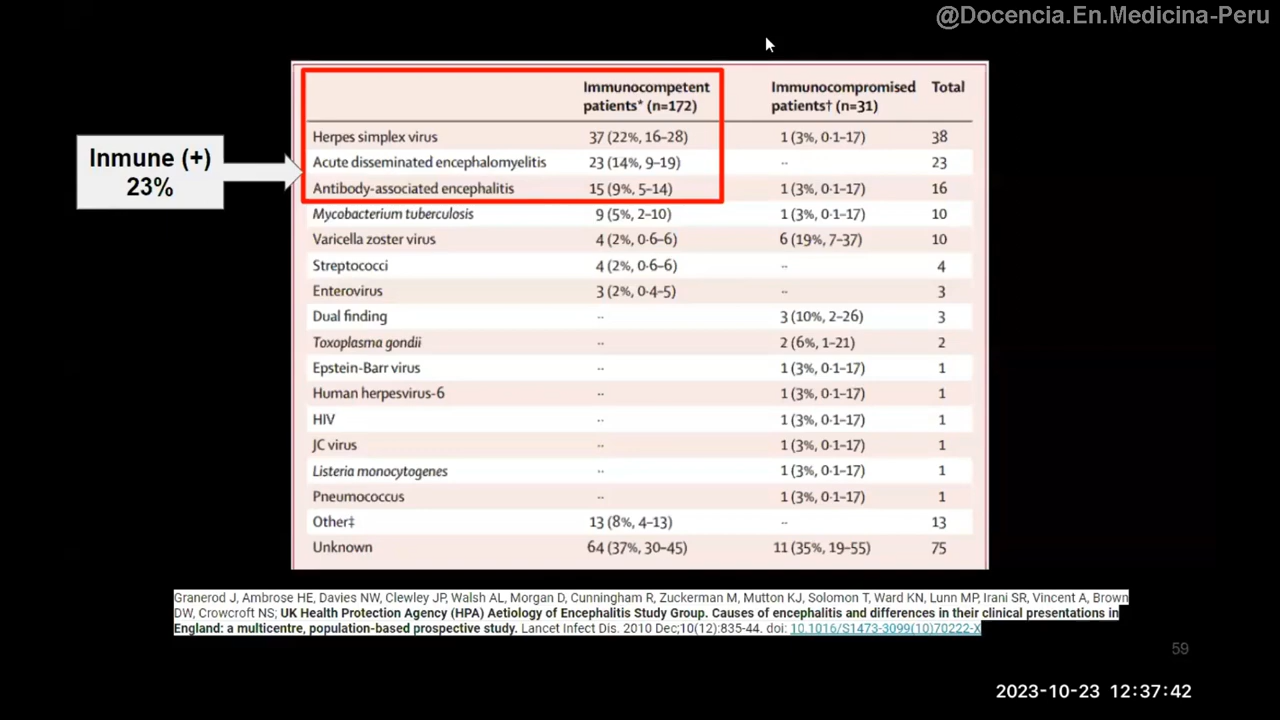 @Docencia.En.Medicina-Peru
Immunocompetent patients* (n=172) Immunocompromised patients† (n=31) Total
Inmune (+)
23%
Herpes simplex virus 37 (22%, 16–28) 1 (3%, 0·1–17) 38
Acute disseminated encephalomyelitis 23 (14%, 9–19) ·· 23
Antibody-associated encephalitis 15 (9%, 5–14) 1 (3%, 0·1–17) 16
Mycobacterium tuberculosis 9 (5%, 2–10) 1 (3%, 0·1–17) 10
Varicella zoster virus 4 (2%, 0·6–6) 6 (19%, 7–37) 10
Streptococci 4 (2%, 0·6–6) ·· 4
Enterovirus 3 (2%, 0·4–5) ·· 3
Dual finding ·· 3 (10%, 2–26) 3
Toxoplasma gondii ·· 2 (6%, 1–21) 2
Epstein-Barr virus ·· 1 (3%, 0·1–17) 1
Human herpesvirus-6 ·· 1 (3%, 0·1–17) 1
HIV ·· 1 (3%, 0·1–17) 1
JC virus ·· 1 (3%, 0·1–17) 1
Listeria monocytogenes ·· 1 (3%, 0·1–17) 1
Pneumococcus ·· 1 (3%, 0·1–17) 1
Other‡ 13 (8%, 4–13) ·· 13
Unknown 64 (37%, 30–45) 11 (35%, 19–55) 75
Granerod J, Ambrose HE, Davies NW, Clewley JP, Walsh AL, Morgan D, Cunningham R, Zuckerman M, Mutton KJ, Solomon T, Ward KN, Lunn MP, Irani SR, Vincent A, Brown
DW, Crowcroft NS; UK Health Protection Agency (HPA) Aetiology of Encephalitis Study Group. Causes of encephalitis and differences in their clinical presentations in
England: a multicentre, population-based prospective study. Lancet Infect Dis. 2010 Dec;10(12):835-44. doi: 10.1016/S1473-3099(10)70222-X
59
2023-10-23 12:37:42